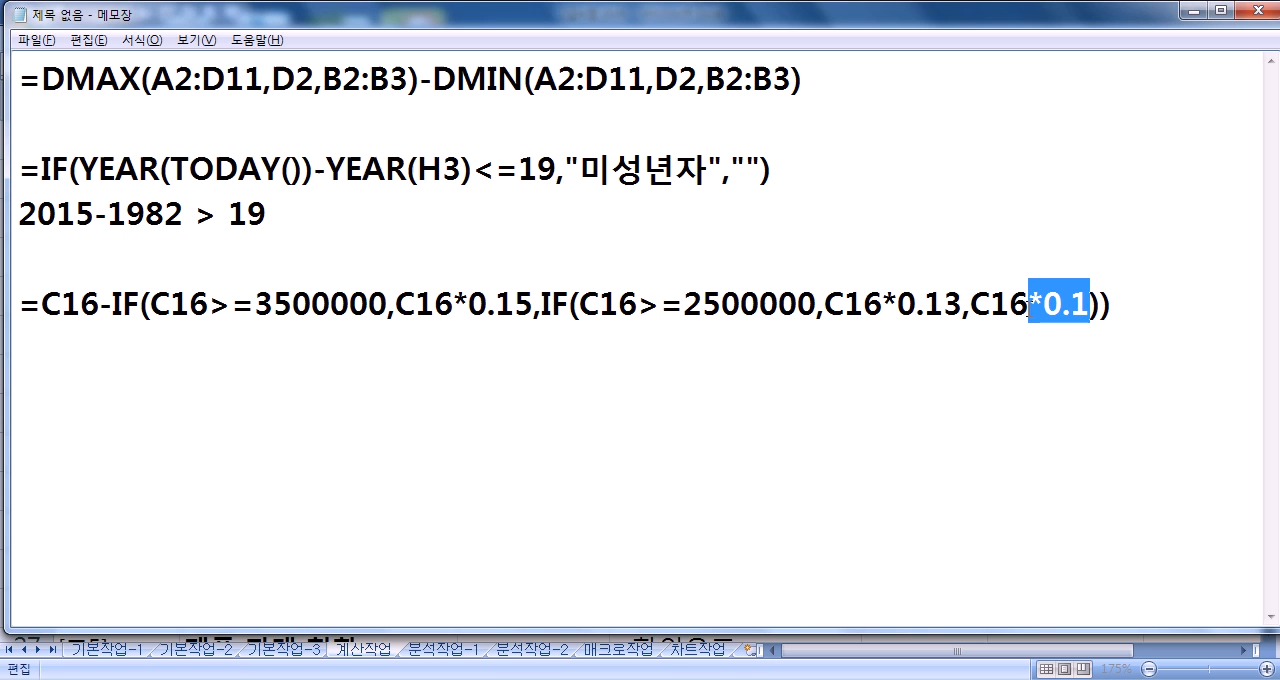 제목 없음 - 메모장
파일(F) 편집(E) 서식(O) 보기(V) 도움말(H)
=DMAX(A2:D11,D2,B2:B3)-DMIN(A2:D11,D2,B2:B3)
=IF(YEAR(TODAY())-YEAR(H3)<=19,"미성년자","")
2015-1982 > 19
=C16-IF(C16>=3500000,C16*0.15,IF(C16>=2500000,C16*0.13,C16*0.1))
기본작업-1 기본작업-2 기본작업-3 계산작업 분석작업-1 분석작업-2 매크로작업 차트작업
편집 175%